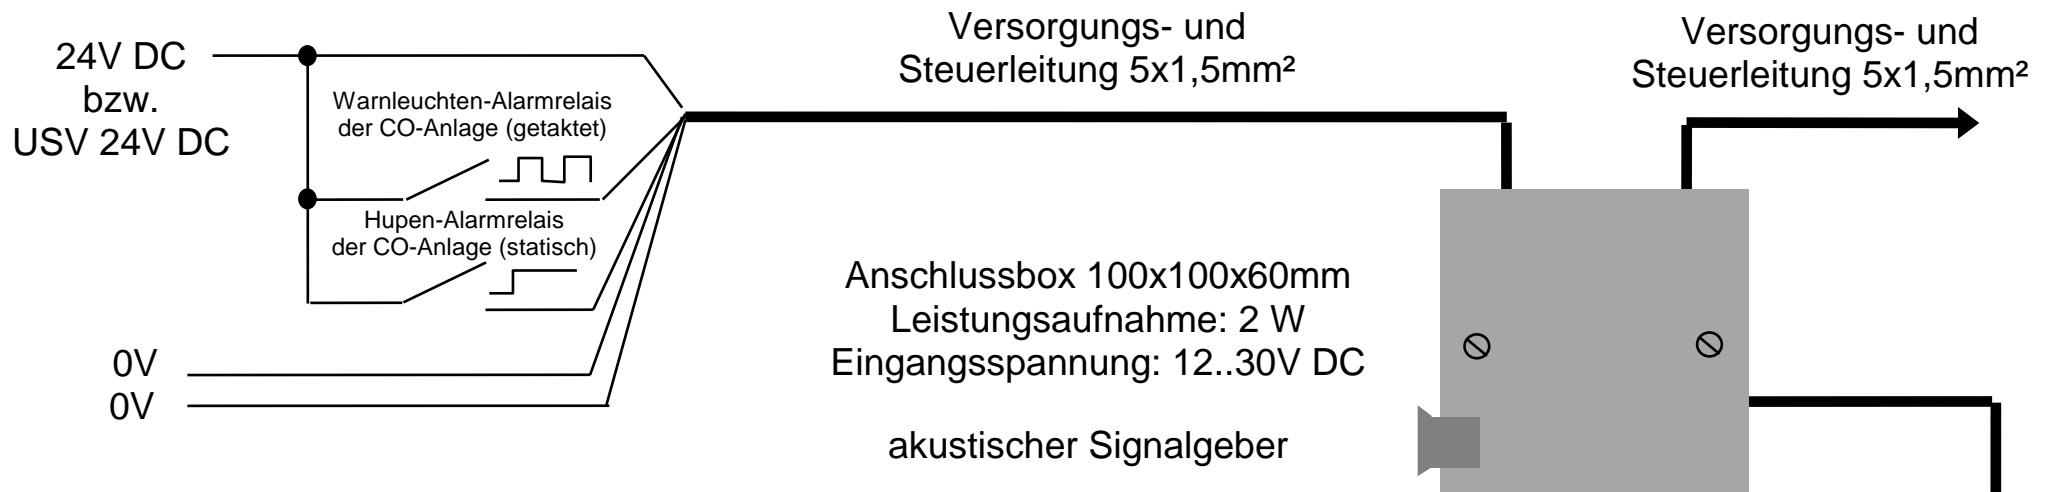 24V DC
bzw.
USV 24V DC
Warnleuchten-Alarmrelais
der CO-Anlage (getaktet)
Hupen-Alarmrelais
der CO-Anlage (statisch)
0V
0V
Versorgungs- und
Steuerleitung 5x1,5mm²
Versorgungs- und
Steuerleitung 5x1,5mm²
Anschlussbox 100x100x60mm
Leistungsaufnahme: 2 W
Eingangsspannung: 12..30V DC
akustischer Signalgeber